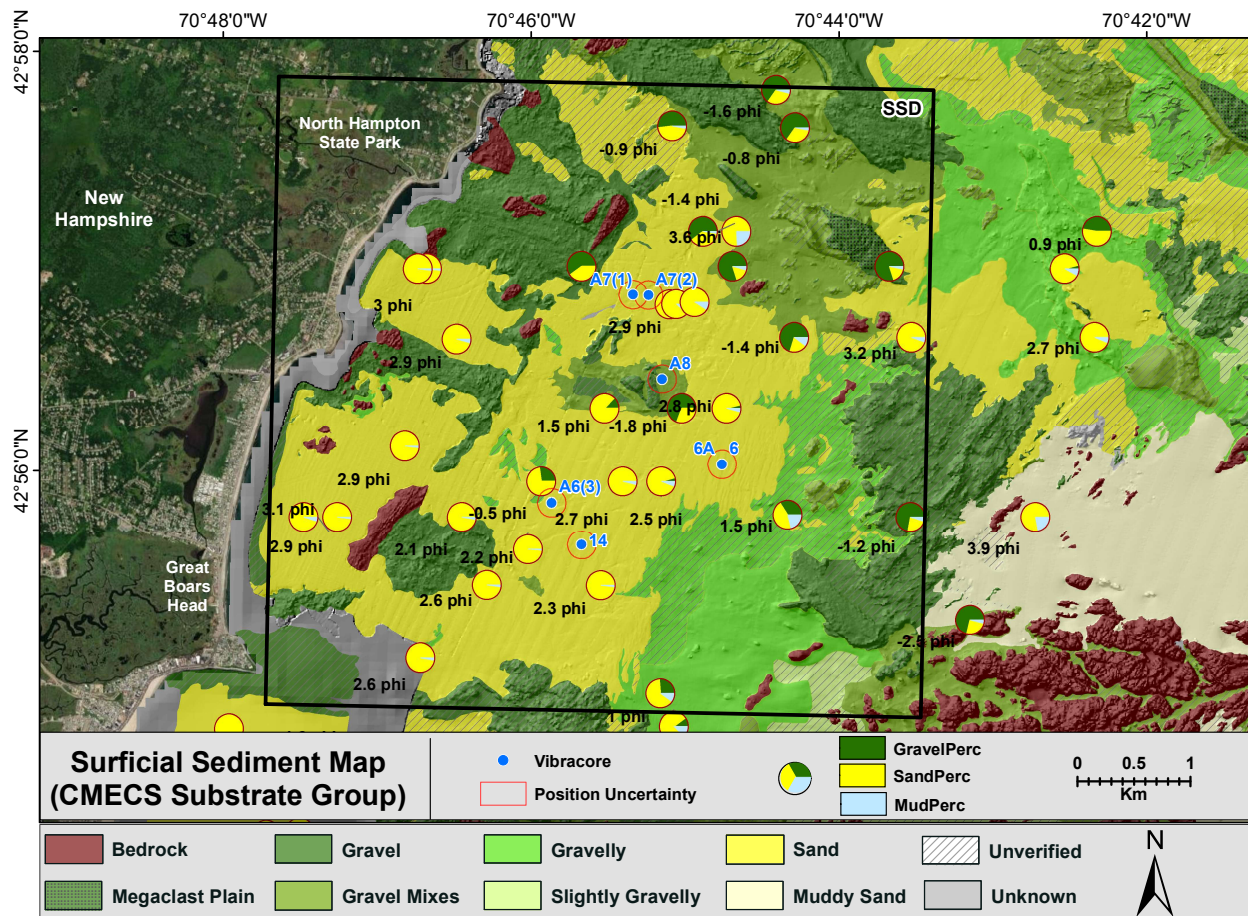 70°48'0"W
70°46'0"W
70°44'0"W
70°42'0"W
42°58'0"N
42°56'0"N
SSD
North Hampton
State Park
New
Hampshire
-1.6 phi
-0.9 phi
-0.8 phi
-1.4 phi
3.6 phi
0.9 phi
A7(1)
A7(2)
3 phi
2.9 phi
2.9 phi
-1.4 phi
3.2 phi
2.7 phi
A8
2.8 phi
1.5 phi
-1.8 phi
6A
6
2.9 phi
A6(3)
3.1 phi
-0.5 phi
2.7 phi
2.5 phi
1.5 phi
-1.2 phi
3.9 phi
2.9 phi
2.1 phi
2.2 phi
14
Great
Boars
Head
2.6 phi
2.3 phi
-2.5 phi
2.6 phi
1 phi
Surficial Sediment Map
(CMECS Substrate Group)
Vibracore
Position Uncertainty
GravelPerc
SandPerc
MudPerc
0 0.5 1
Km
Bedrock
Gravel
Gravelly
Sand
Unverified
Megaclast Plain
Gravel Mixes
Slightly Gravelly
Muddy Sand
Unknown
N